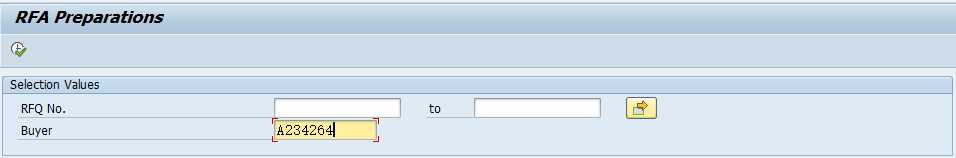 RFA Preparations
Selection Values
RFQ No. to
Buyer A234264